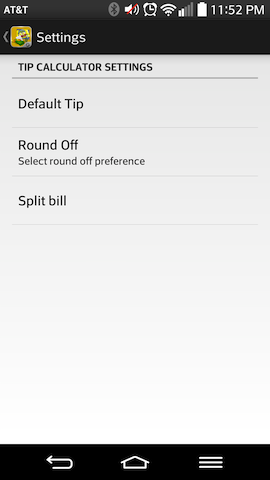 AT&T 11:52 PM
Settings
TIP CALCULATOR SETTINGS
Default Tip
Round Off
Select round off preference
Split bill